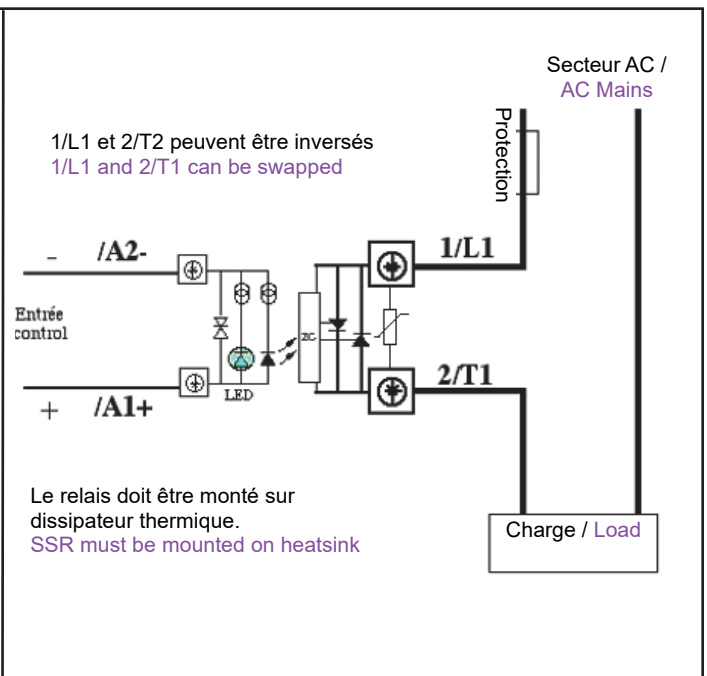 Secteur AC /
AC Mains
Protection
1/L1 et 2/T2 peuvent être inversés
1/L1 and 2/T1 can be swapped
- /A2-
1/L1
Entrée
control
ZC
2/T1
LED
+ /A1+
Le relais doit être monté sur
dissipateur thermique.
SSR must be mounted on heatsink
Charge / Load